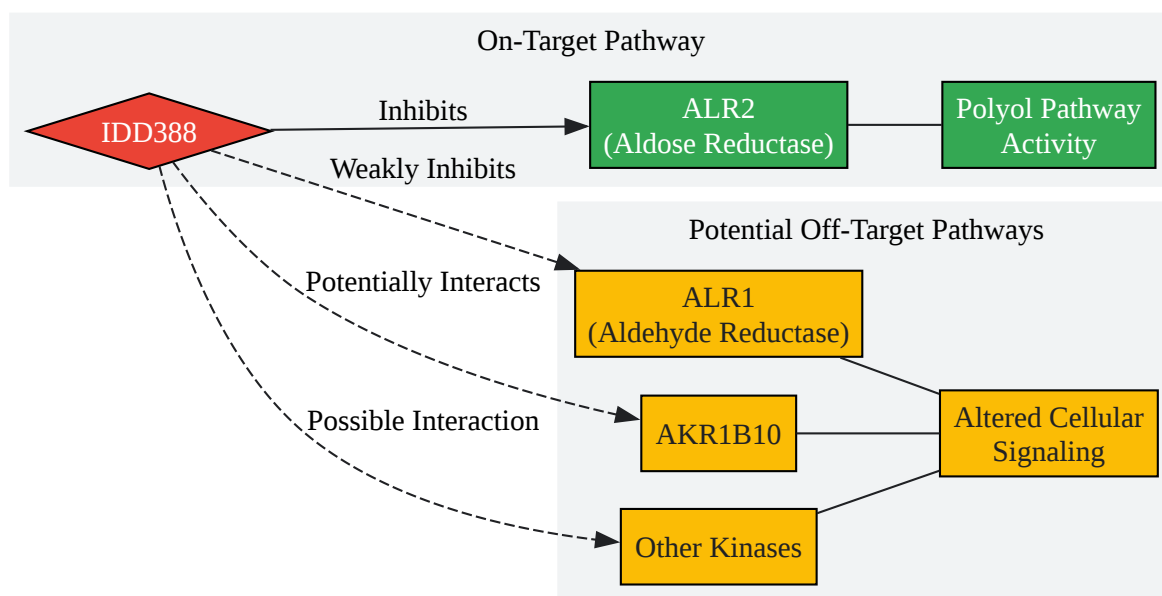 On-Target Pathway
IDD388
Inhibits
ALR2
(Aldose Reductase)
Polyol Pathway
Activity
Weakly Inhibits
Potential Off-Target Pathways
Potentially Interacts
ALR1
(Aldehyde Reductase)
Possible Interaction
AKR1B10
Altered Cellular
Signaling
Other Kinases